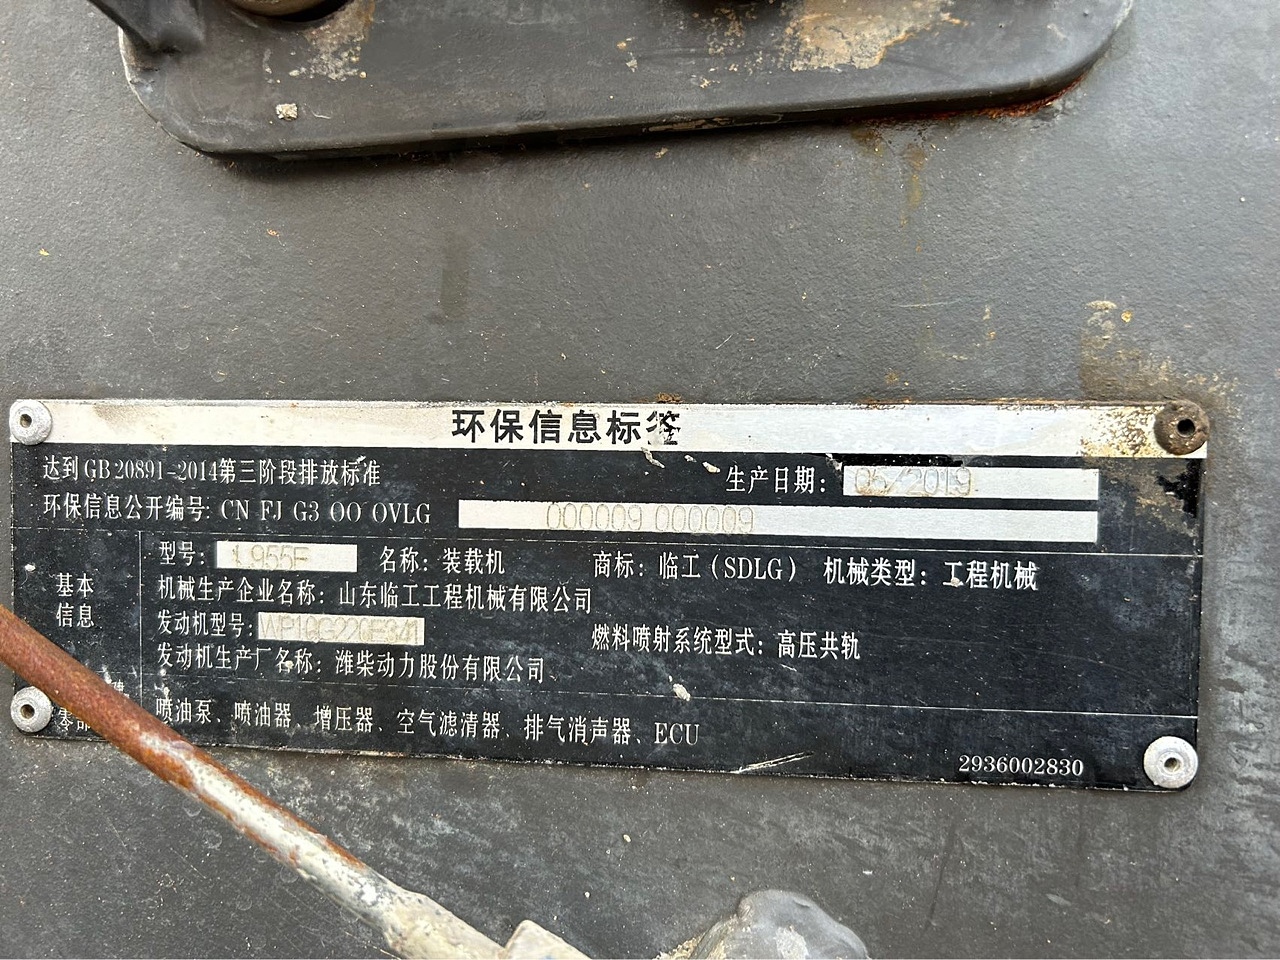 环保信息标签
达到GB 20891-2014第三阶段排放标准 生产日期: 05/2019
环保信息公开编号: CN FJ G3 OO OVLG 000009 000009
型号: L955F 名称: 装载机 商标: 临工(SDLG) 机械类型: 工程机械
基本信息
机械生产企业名称: 山东临工工程机械有限公司
发动机型号: WP10G220E341 燃料喷射系统型式: 高压共轨
发动机生产厂名称: 潍柴动力股份有限公司
喷油泵、喷油器、增压器、空气滤清器、排气消声器、ECU
2936002830